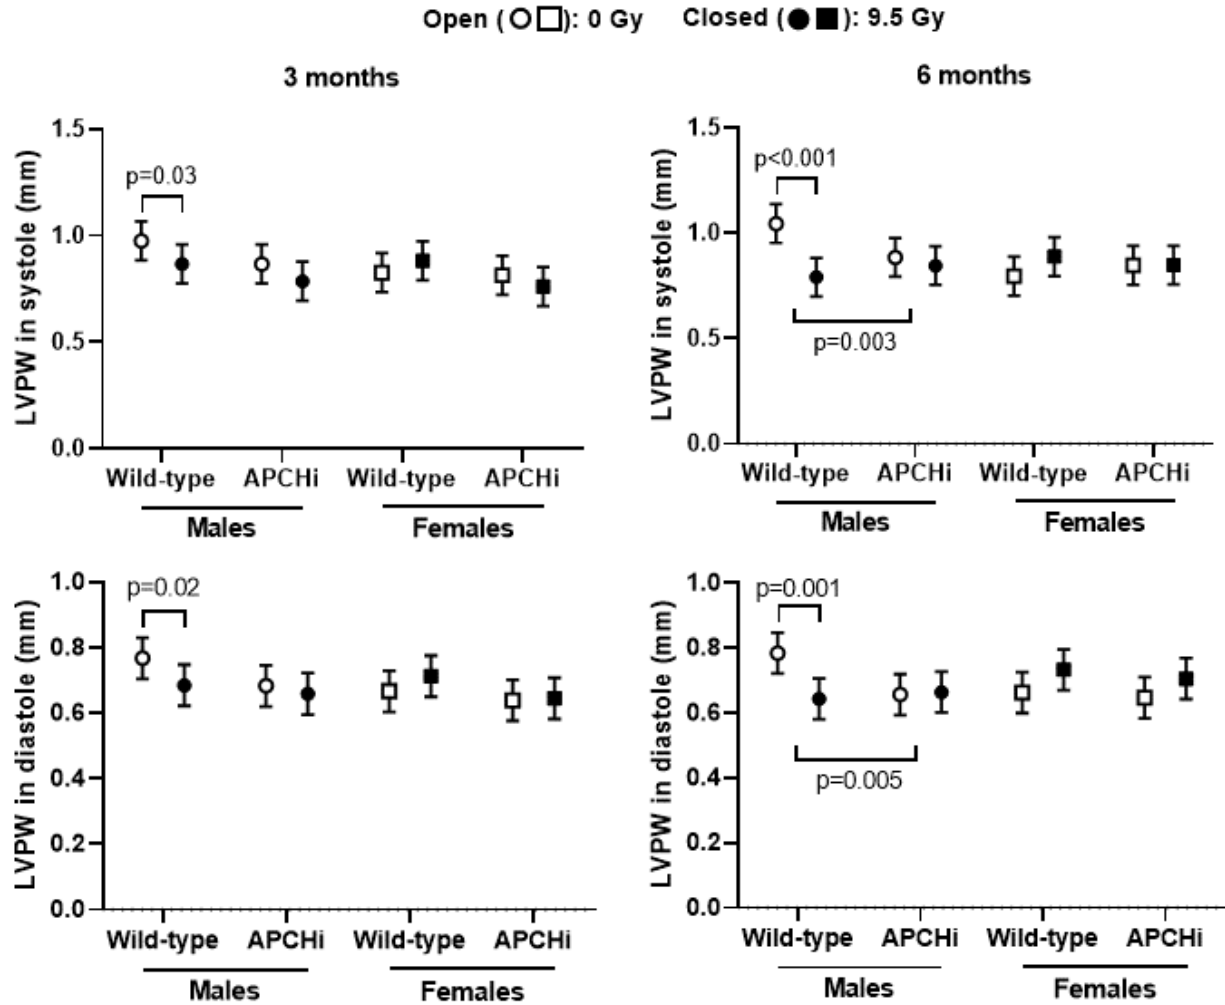 Open ( ): 0 Gy Closed ( ): 9.5 Gy
3 months
LVPW in systole (mm)
1.5
1.0
0.5
0.0
p=0.03
Wild-type APCHi Wild-type APCHi
Males Females
6 months
LVPW in systole (mm)
1.5
1.0
0.5
0.0
p<0.001
p=0.003
Wild-type APCHi Wild-type APCHi
Males Females
LVPW in diastole (mm)
1.0
0.8
0.6
0.4
0.2
0.0
p=0.02
Wild-type APCHi Wild-type APCHi
Males Females
LVPW in diastole (mm)
1.0
0.8
0.6
0.4
0.2
0.0
p=0.001
p=0.005
Wild-type APCHi Wild-type APCHi
Males Females